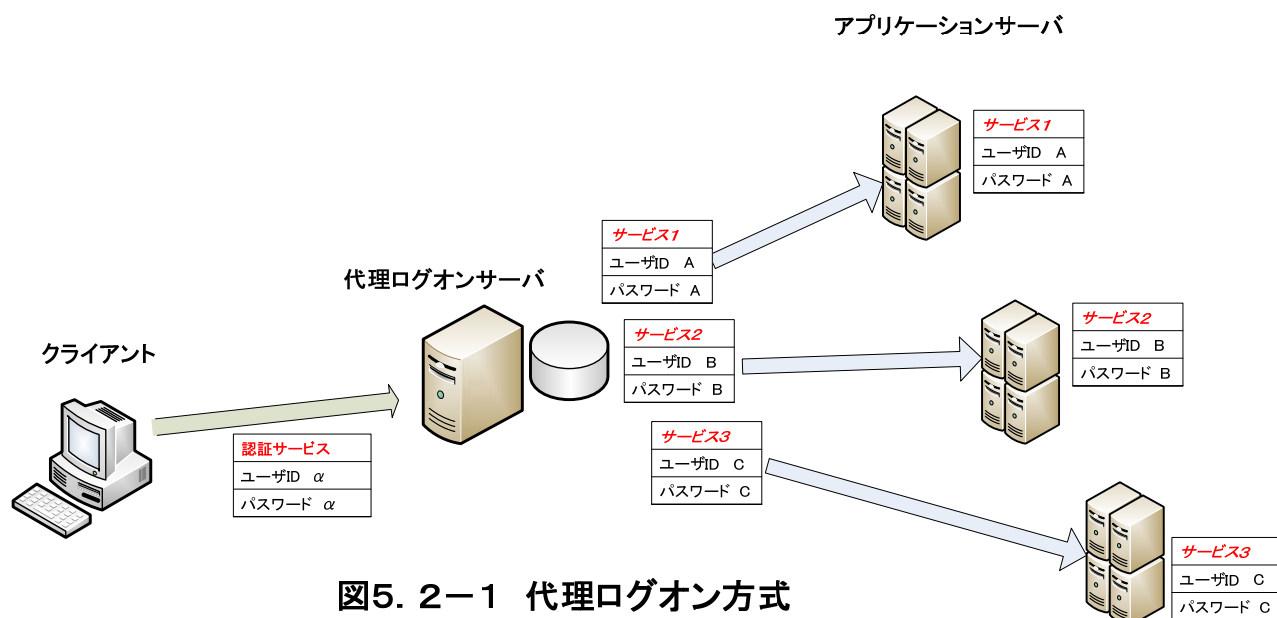 アプリケーションサーバ
サービス1
ユーザID A
パスワード A
サービス1
ユーザID A
パスワード A
代理ログオンサーバ
サービス2
ユーザID B
パスワード B
サービス2
ユーザID B
パスワード B
クライアント
認証サービス
ユーザID α
パスワード α
サービス3
ユーザID C
パスワード C
サービス3
ユーザID C
パスワード C
図5.2-1 代理ログオン方式